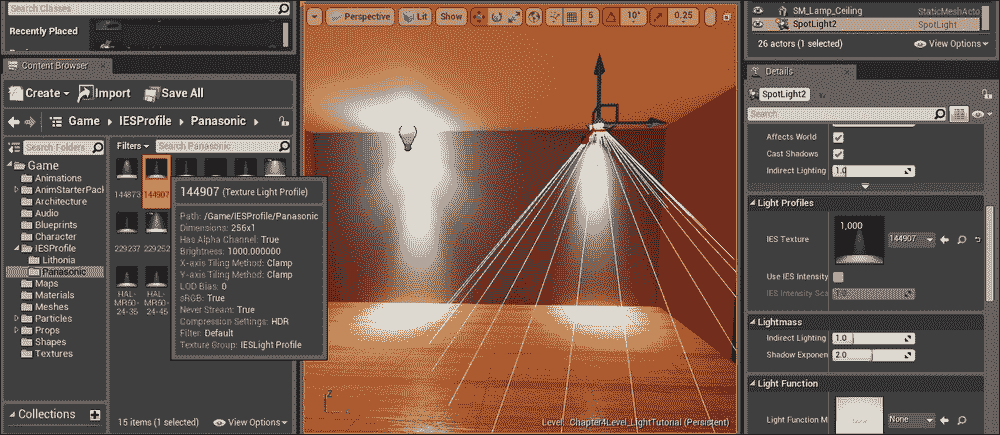 Search Classes
Recently Placed
Content Browser
Create
Import
Save All
Game
IESProfile
Panasonic
Search Folders
Filters
Search Panasonic
Game
Animations
AnimStarterPack
Architecture
Audio
Blueprints
Character
IESProfile
Lithonia
Panasonic
Maps
Materials
Meshes
Particles
Props
Shapes
Textures
144873
144907
229237
229262
HAL-MR50-24-35
HAL-MR50-24-45
144907 (Texture Light Profile)
Path: /Game/IESProfile/Panasonic
Dimensions: 256x1
Has Alpha Channel: True
Brightness: 1000.000000
X-axis Tiling Method: Clamp
Y-axis Tiling Method: Clamp
LOD Bias: 0
sRGB: True
Never Stream: True
Compression Settings: HDR
Filter: Default
Texture Group: IESLight Profile
Collections
15 items (1 selected)
View Options
Perspective
Lit
Show
5
10°
0.25
Z
Level: Chapter4Level_LightTutorial (Persistent)
SM_Lamp_Ceiling
StaticMeshActo
SpotLight2
SpotLight
26 actors (1 selected)
View Options
Details
SpotLight2
Search
Affects World
Cast Shadows
Indirect Lighting
1.0
Light Profiles
IES Texture
1,000
144907
Use IES Intensity
IES Intensity Sca
Lightmass
Indirect Lighting
1.0
Shadow Exponen
2.0
Light Function
Light Function M
None